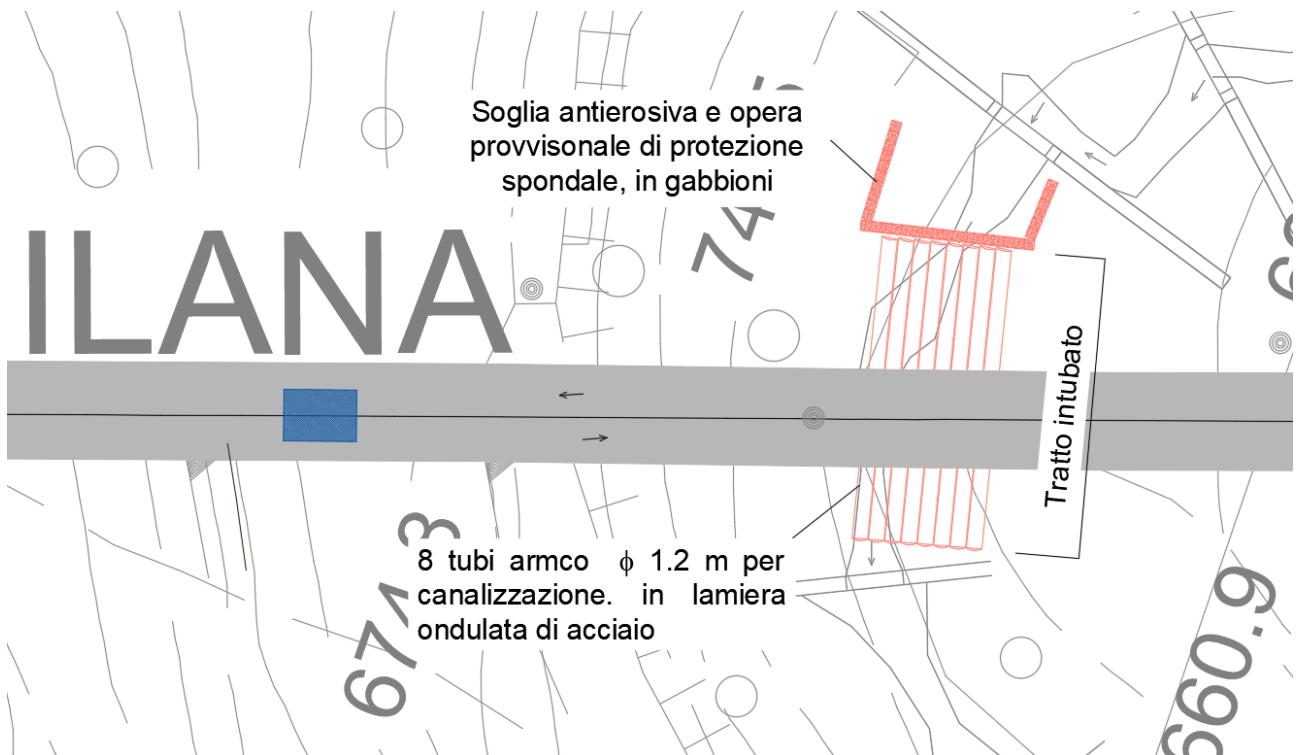 Soglia antierosiva e opera
provvisonale di protezione
spondale, in gabbioni
ILANA
Tratto intubato
8 tubi armco ϕ 1.2 m per
canalizzazione. in lamiera
ondulata di acciaio
660.9